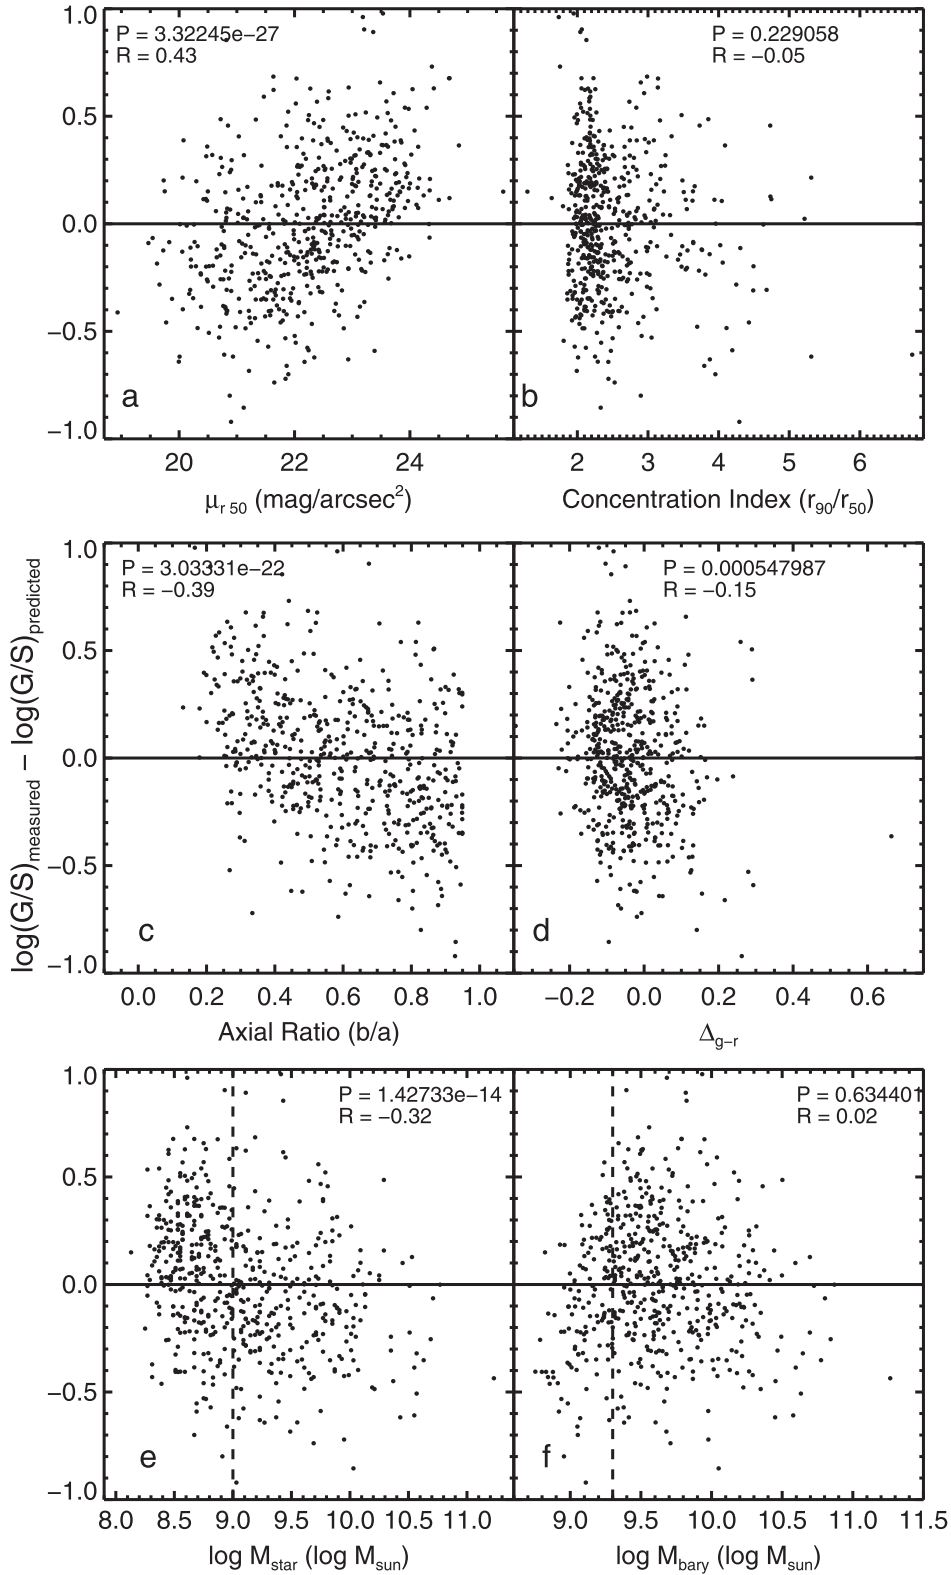 1.0
P = 3.32245e−27
R = 0.43
P = 0.229058
R = −0.05
0.5
0.0
−0.5
a
b
−1.0
20 22 24
2 3 4 5 6
μr 50 (mag/arcsec2)
Concentration Index (r90/r50)
log(G/S)measured − log(G/S)predicted
1.0
P = 3.03331e−22
R = −0.39
P = 0.000547987
R = −0.15
0.5
0.0
−0.5
c
d
−1.0
0.0 0.2 0.4 0.6 0.8 1.0
−0.2 0.0 0.2 0.4 0.6
Axial Ratio (b/a)
Δg−r
1.0
P = 1.42733e−14
R = −0.32
P = 0.634401
R = 0.02
0.5
0.0
−0.5
e
f
−1.0
8.0 8.5 9.0 9.5 10.0 10.5 11.0
9.0 9.5 10.0 10.5 11.0 11.5
log Mstar (log Msun)
log Mbary (log Msun)